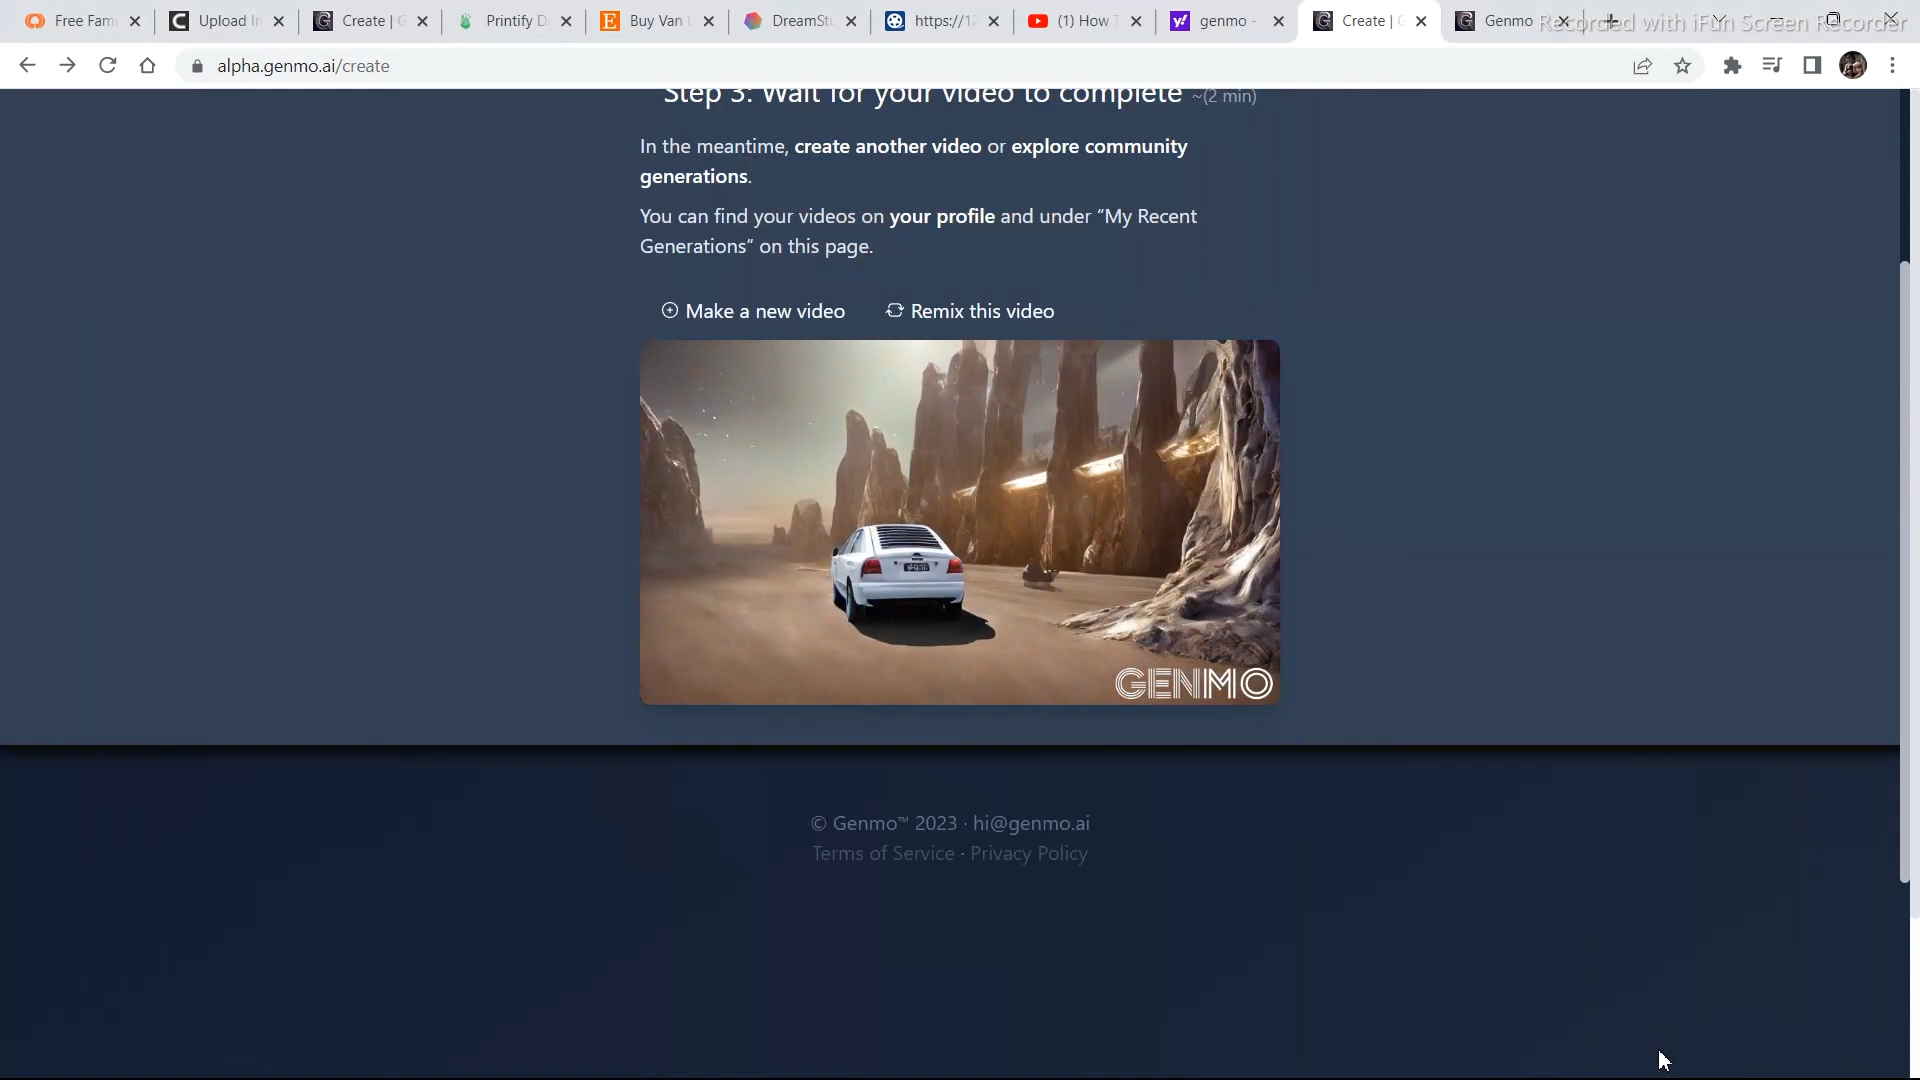 Free Fam
Upload I
Create | G
Printify D
Buy Van L
DreamStu
https://12
(1) How T
genmo -
Create | G
Genmo
Recorded with iFun Screen Recorder
alpha.genmo.ai/create
Step 3: Wait for your video to complete ~(2 min)
In the meantime, create another video or explore community
generations.
You can find your videos on your profile and under “My Recent
Generations” on this page.
Make a new video
Remix this video
GENMO
© Genmo™ 2023 · hi@genmo.ai
Terms of Service · Privacy Policy